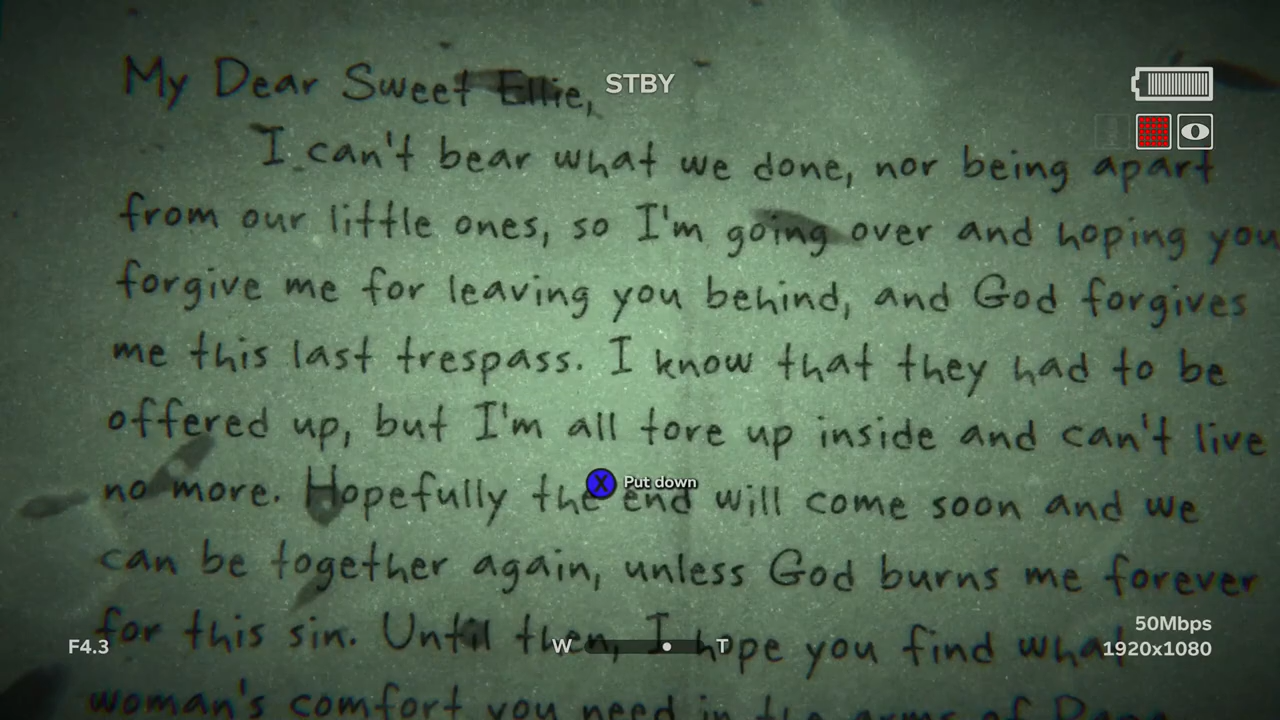 My Dear Sweet Ellie,
STBY
I can't bear what we done, nor being apart
from our little ones, so I'm going over and hoping you
forgive me for leaving you behind, and God forgives
me this last trespass. I know that they had to be
offered up, but I'm all tore up inside and can't live
no more. Hopefully the end will come soon and we
X Put down
can be together again, unless God burns me forever
for this sin. Until then, I hope you find what
50Mbps
F4.3
W T
1920x1080
woman's comfort you need in the arms of